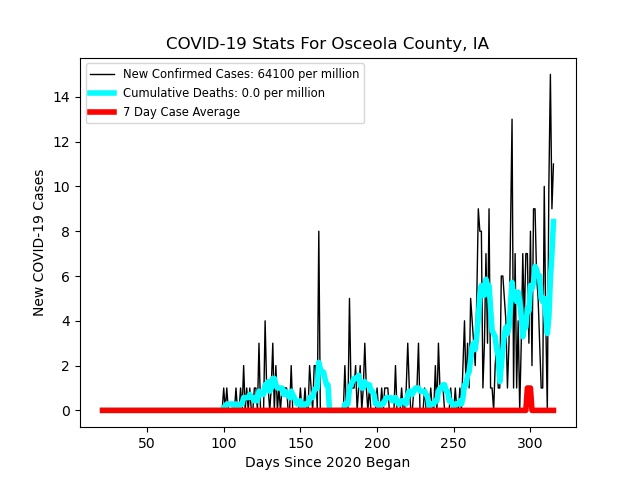 COVID-19 Stats For Osceola County, IA
New Confirmed Cases: 64100 per million
Cumulative Deaths: 0.0 per million
7 Day Case Average
New COVID-19 Cases
14
12
10
8
6
4
2
0
50 100 150 200 250 300
Days Since 2020 Began